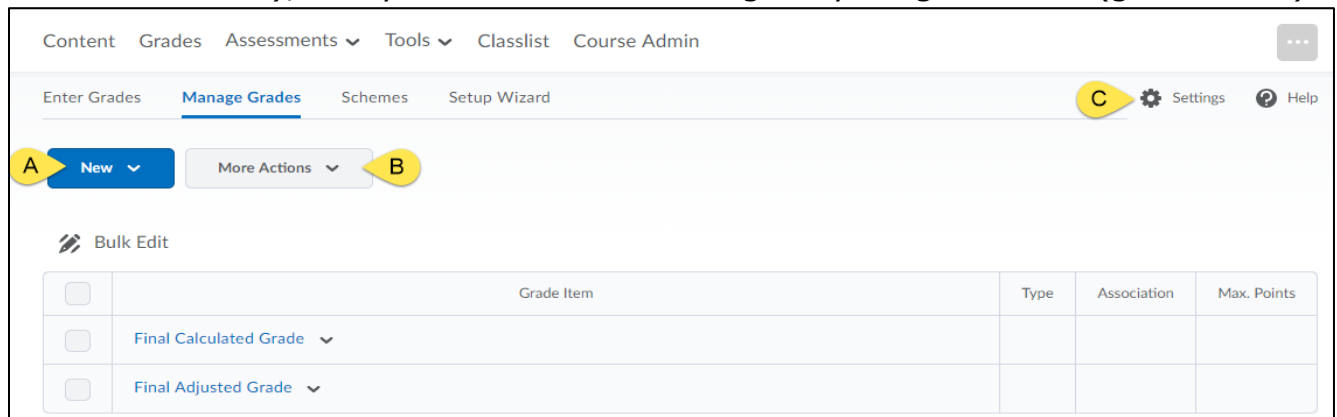 Content Grades Assessments Tools Classlist Course Admin
Enter Grades Manage Grades Schemes Setup Wizard C Settings Help
A New More Actions B
Bulk Edit
Grade Item Type Association Max. Points
Final Calculated Grade
Final Adjusted Grade